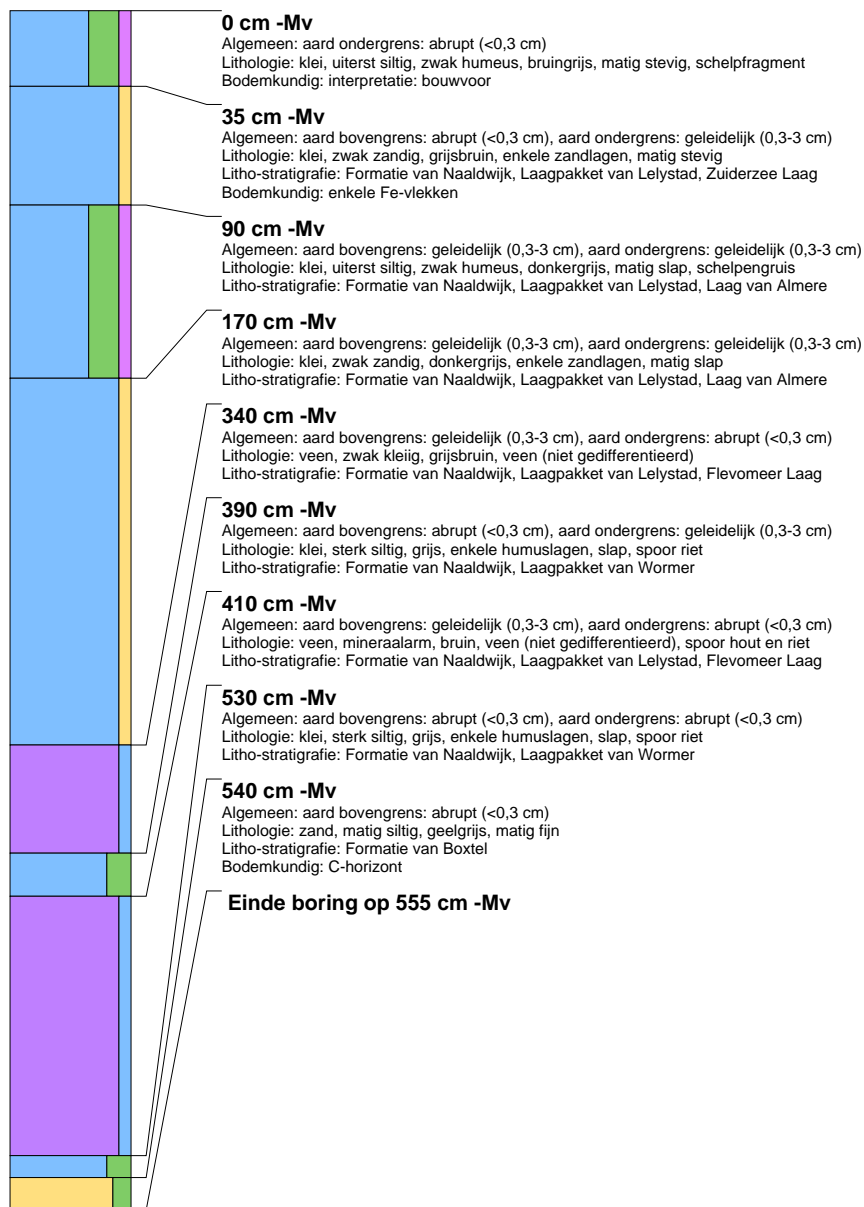 0 cm -Mv
Algemeen: aard ondergrens: abrupt (<0,3 cm)
Lithologie: klei, uiterst siltig, zwak humeus, bruingrijs, matig stevig, schelpfragment
Bodemkundig: interpretatie: bouwvoor
35 cm -Mv
Algemeen: aard bovengrens: abrupt (<0,3 cm), aard ondergrens: geleidelijk (0,3-3 cm)
Lithologie: klei, zwak zandig, grijsbruin, enkele zandlagen, matig stevig
Litho-stratigrafie: Formatie van Naaldwijk, Laagpakket van Lelystad, Zuiderzee Laag
Bodemkundig: enkele Fe-vlekken
90 cm -Mv
Algemeen: aard bovengrens: geleidelijk (0,3-3 cm), aard ondergrens: geleidelijk (0,3-3 cm)
Lithologie: klei, uiterst siltig, zwak humeus, donkergrijs, matig slap, schelpengruis
Litho-stratigrafie: Formatie van Naaldwijk, Laagpakket van Lelystad, Laag van Almere
170 cm -Mv
Algemeen: aard bovengrens: geleidelijk (0,3-3 cm), aard ondergrens: geleidelijk (0,3-3 cm)
Lithologie: klei, zwak zandig, donkergrijs, enkele zandlagen, matig slap
Litho-stratigrafie: Formatie van Naaldwijk, Laagpakket van Lelystad, Laag van Almere
340 cm -Mv
Algemeen: aard bovengrens: geleidelijk (0,3-3 cm), aard ondergrens: abrupt (<0,3 cm)
Lithologie: veen, zwak kleiig, grijsbruin, veen (niet gedifferentieerd)
Litho-stratigrafie: Formatie van Naaldwijk, Laagpakket van Lelystad, Flevomeer Laag
390 cm -Mv
Algemeen: aard bovengrens: abrupt (<0,3 cm), aard ondergrens: geleidelijk (0,3-3 cm)
Lithologie: klei, sterk siltig, grijs, enkele humuslagen, slap, spoor riet
Litho-stratigrafie: Formatie van Naaldwijk, Laagpakket van Wormer
410 cm -Mv
Algemeen: aard bovengrens: geleidelijk (0,3-3 cm), aard ondergrens: abrupt (<0,3 cm)
Lithologie: veen, mineraalarm, bruin, veen (niet gedifferentieerd), spoor hout en riet
Litho-stratigrafie: Formatie van Naaldwijk, Laagpakket van Lelystad, Flevomeer Laag
530 cm -Mv
Algemeen: aard bovengrens: abrupt (<0,3 cm), aard ondergrens: abrupt (<0,3 cm)
Lithologie: klei, sterk siltig, grijs, enkele humuslagen, slap, spoor riet
Litho-stratigrafie: Formatie van Naaldwijk, Laagpakket van Wormer
540 cm -Mv
Algemeen: aard bovengrens: abrupt (<0,3 cm)
Lithologie: zand, matig siltig, geelgrijs, matig fijn
Litho-stratigrafie: Formatie van Boxtel
Bodemkundig: C-horizont
Einde boring op 555 cm -Mv